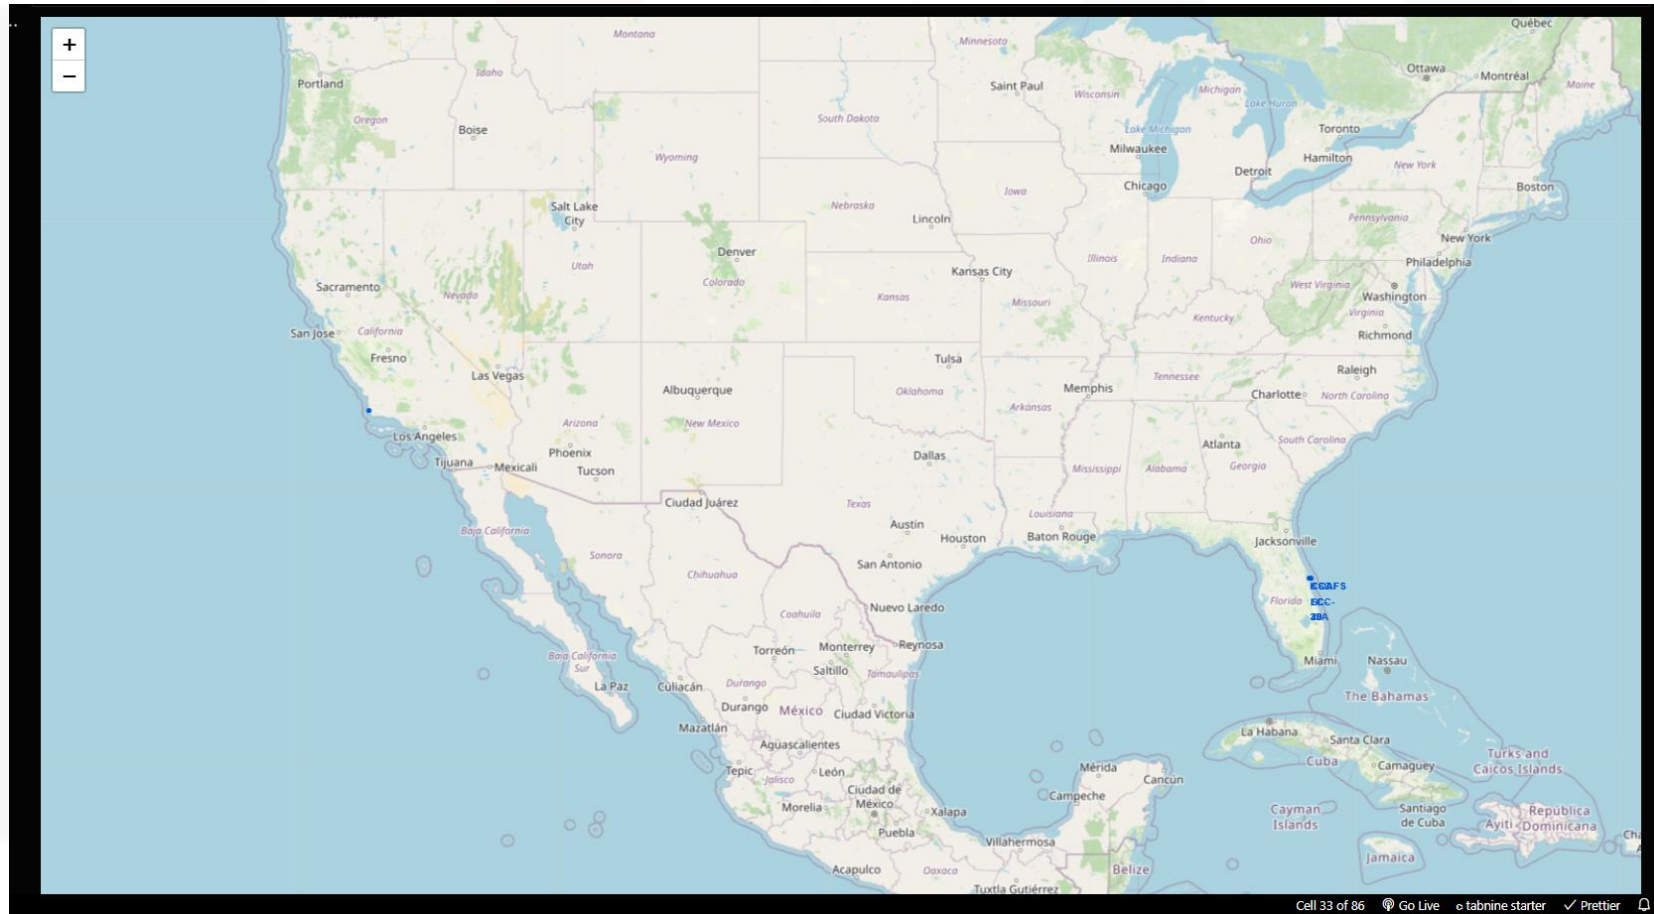 +
−
Québec
Montana
Minnesota
Ottawa
Montréal
Portland
Idaho
Saint Paul
Wisconsin
Michigan
Lake Huron
Maine
Oregon
Boise
South Dakota
Lake Michigan
Toronto
Milwaukee
Hamilton
Wyoming
New York
Detroit
Chicago
Boston
Iowa
Salt Lake
City
Nebraska
Lincoln
Pennsylvania
New York
Ohio
Denver
Illinois
Indiana
Philadelphia
Utah
Kansas City
Sacramento
Nevada
Colorado
Kansas
Missouri
West Virginia
Washington
Virginia
San Jose
California
Kentucky
Richmond
Fresno
Tulsa
Las Vegas
Tennessee
Raleigh
Albuquerque
Oklahoma
Memphis
Charlotte
North Carolina
Arkansas
Los Angeles
Arizona
New Mexico
Atlanta
South Carolina
Phoenix
Dallas
Tijuana
Mexicali
Tucson
Mississippi
Alabama
Georgia
Ciudad Juárez
Texas
Louisiana
Baja California
Austin
Houston
Baton Rouge
Jacksonville
Sonora
San Antonio
Chihuahua
Florida
Coahuila
Nuevo Laredo
Torreón
Monterrey
Reynosa
Baja California
Sur
Saltillo
Tamaulipas
Miami
Nassau
La Paz
Culiacán
Durango
The Bahamas
Durango
México
Ciudad Victoria
Mazatlán
La Habana
Santa Clara
Aguascalientes
Turks and
Caicos Islands
Cuba
Camaguey
Tepic
Jalisco
León
Mérida
Cancún
Ciudad de
México
Campeche
Morelia
Xalapa
Cayman
Islands
Santiago
de Cuba
República
Dominicana
Ayiti
Puebla
Villahermosa
Jamaica
Acapulco
Oaxaca
Belize
Tuxtla Gutiérrez
Cell 33 of 86
Go Live
tabnine starter
Prettier